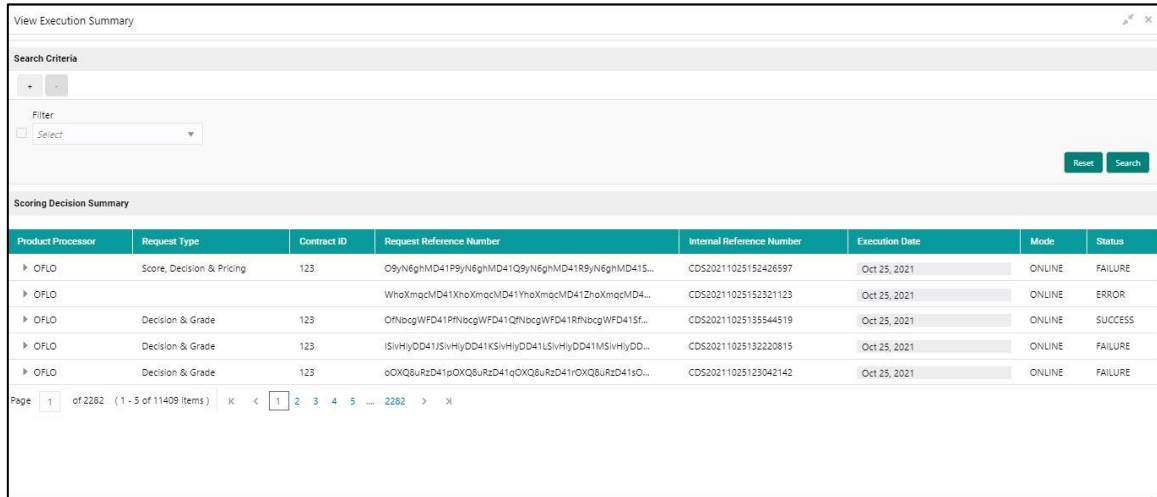 View Execution Summary
Search Criteria
+ -
Filter
Select
Reset Search
Scoring Decision Summary
Product Processor Request Type Contract ID Request Reference Number Internal Reference Number Execution Date Mode Status
OFLO Score, Decision & Pricing 123 O9yN6ghMD41P9yN6ghMD41Q9yN6ghMD41R9yN6ghMD41S... CDS20211025152426597 Oct 25, 2021 ONLINE FAILURE
OFLO WhoXmqcMD41XhoXmqcMD41YhoXmqcMD41ZhoXmqcMD4... CDS20211025152321123 Oct 25, 2021 ONLINE ERROR
OFLO Decision & Grade 123 OfNbcgWFD41PfNbcgWFD41QfNbcgWFD41RfNbcgWFD41Sf... CDS20211025135544519 Oct 25, 2021 ONLINE SUCCESS
OFLO Decision & Grade 123 ISivHiyDD41JSivHiyDD41KSivHiyDD41LSivHiyDD41MSivHiyDD... CDS20211025132220815 Oct 25, 2021 ONLINE FAILURE
OFLO Decision & Grade 123 oOXQ8uRzD41pOXQ8uRzD41qOXQ8uRzD41rOXQ8uRzD41sO... CDS20211025123042142 Oct 25, 2021 ONLINE FAILURE
Page 1 of 2282 (1 - 5 of 11409 items) 1 2 3 4 5 .... 2282